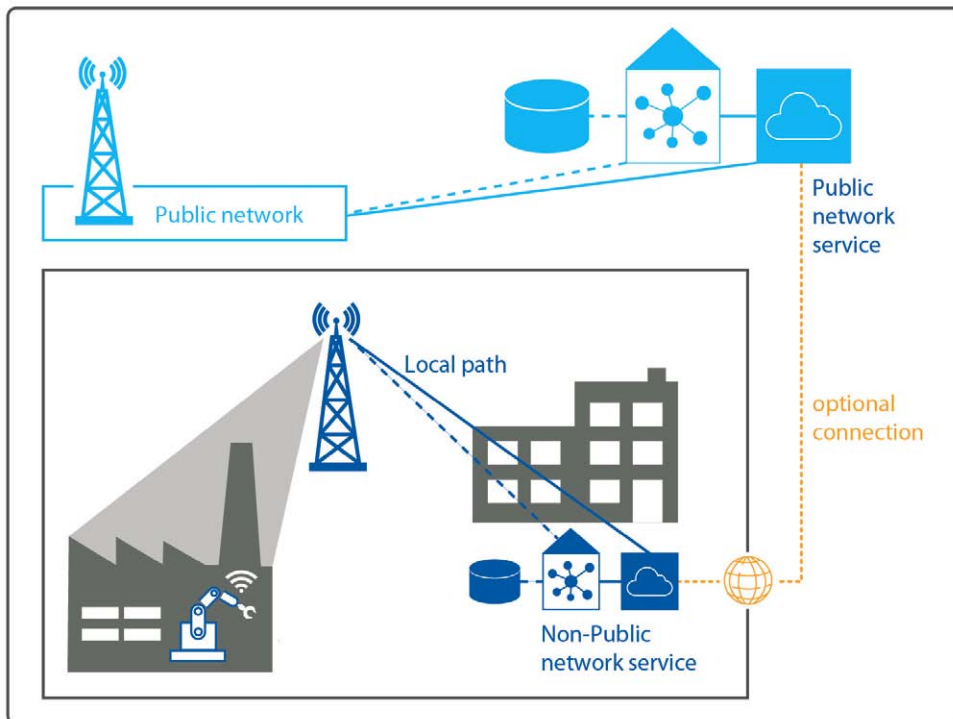 Public network
Public
network
service
Local path
optional
connection
Non-Public
network service